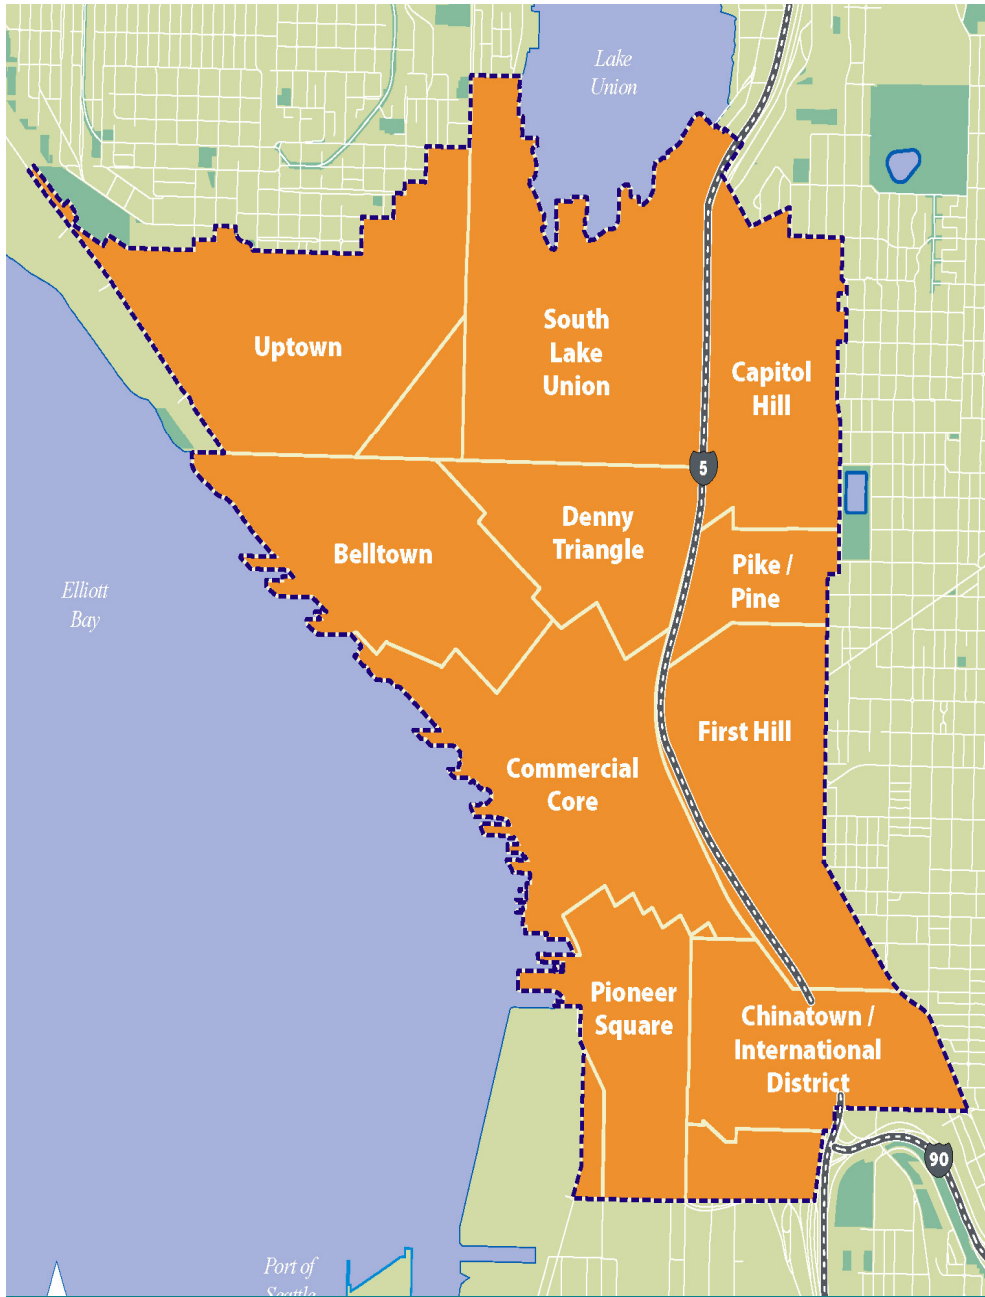 Lake
Union
Uptown
South
Lake
Union
Capitol
Hill
5
Denny
Triangle
Belltown
Pike /
Pine
Elliott
Bay
First Hill
Commercial
Core
Pioneer
Square
Chinatown /
International
District
90
Port of
Seattle